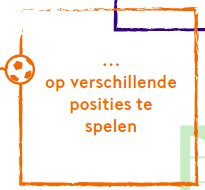 ...
op verschillende
posities te
spelen